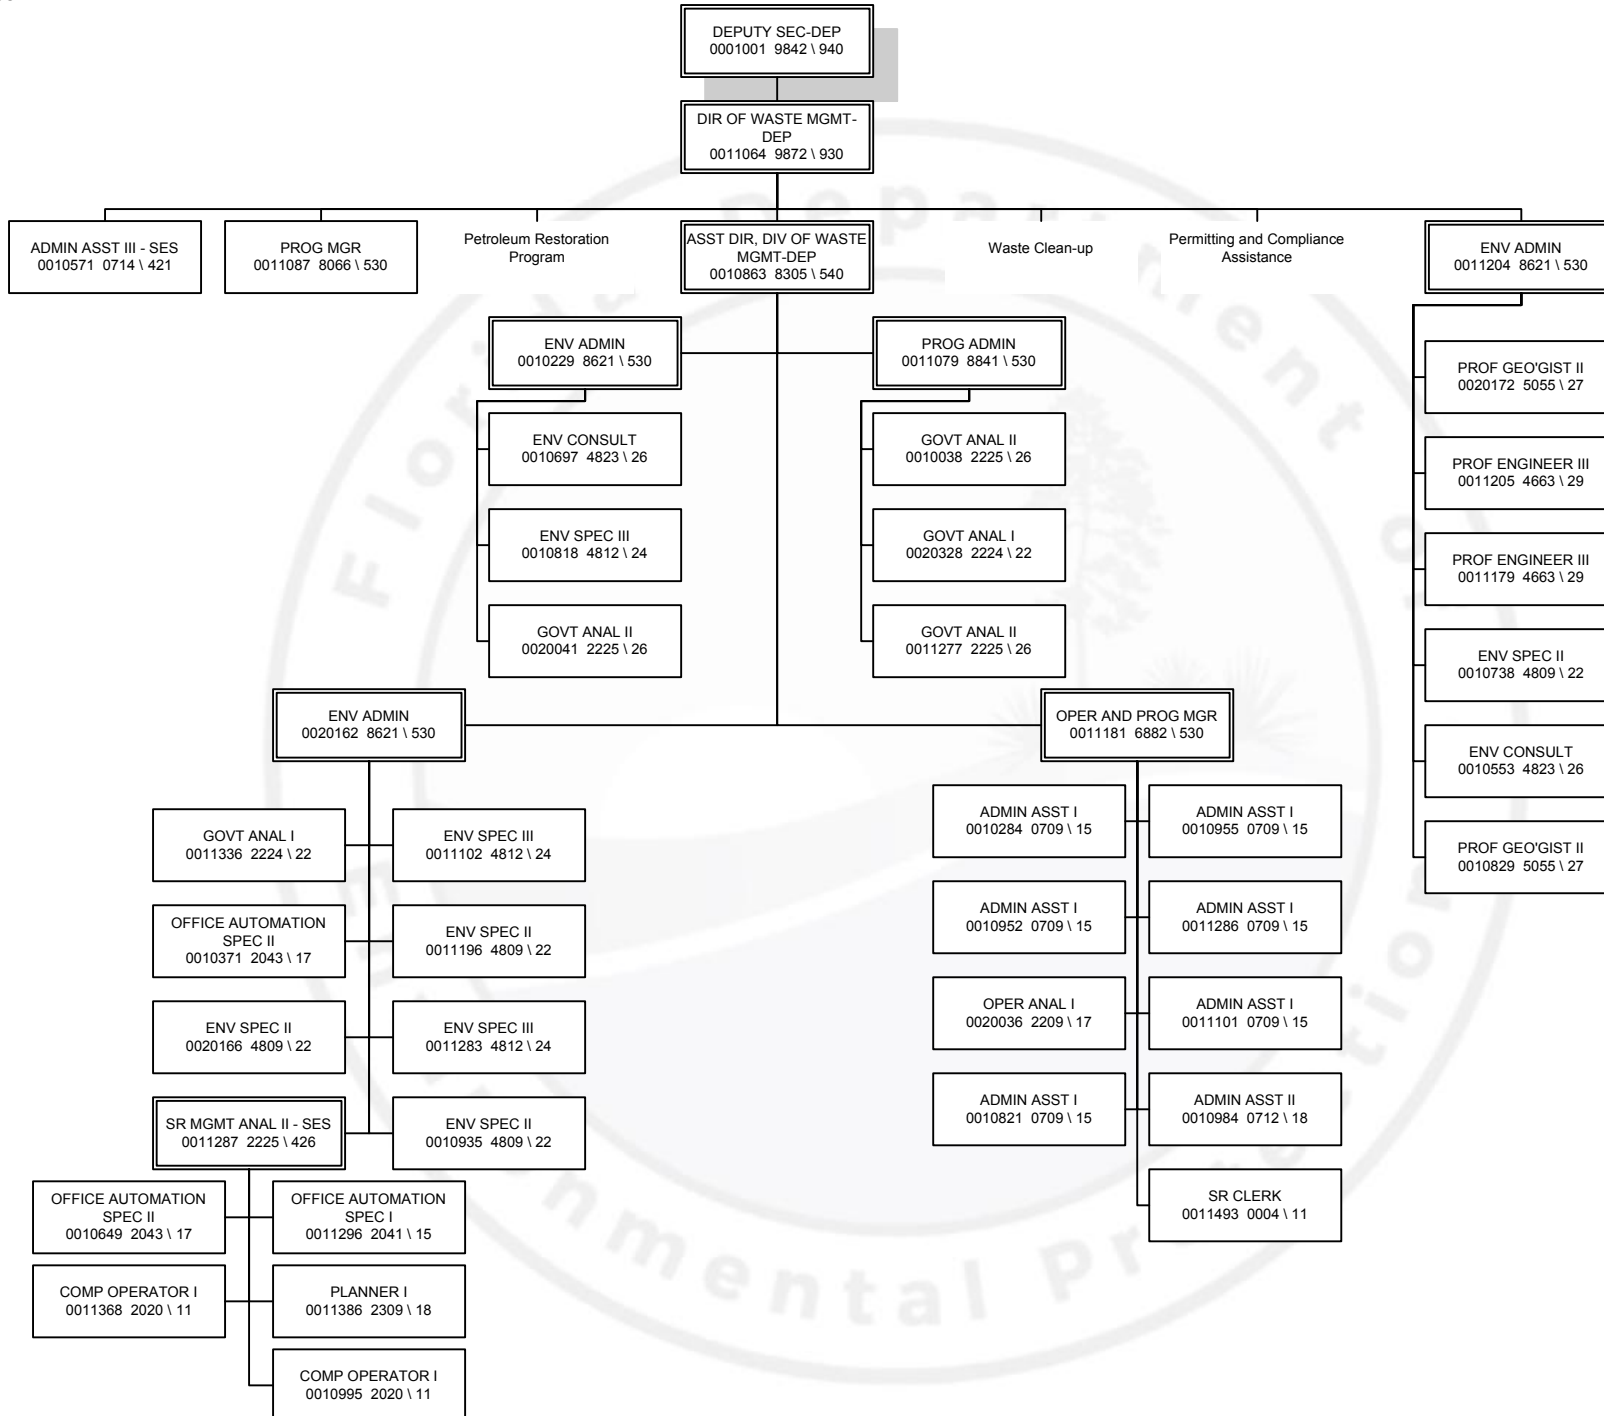 DEPUTY SEC-DEP
0001001 9842 \ 940
DIR OF WASTE MGMT-
DEP
0011064 9872 \ 930
ADMIN ASST III - SES
0010571 0714 \ 421
PROG MGR
0011087 8066 \ 530
Petroleum Restoration
Program
ASST DIR, DIV OF WASTE
MGMT-DEP
0010863 8305 \ 540
Waste Clean-up
Permitting and Compliance
Assistance
ENV ADMIN
0011204 8621 \ 530
ENV ADMIN
0010229 8621 \ 530
PROG ADMIN
0011079 8841 \ 530
ENV CONSULT
0010697 4823 \ 26
ENV SPEC III
0010818 4812 \ 24
GOVT ANAL II
0020041 2225 \ 26
GOVT ANAL II
0010038 2225 \ 26
GOVT ANAL I
0020328 2224 \ 22
GOVT ANAL II
0011277 2225 \ 26
PROF GEO'GIST II
0020172 5055 \ 27
PROF ENGINEER III
0011205 4663 \ 29
PROF ENGINEER III
0011179 4663 \ 29
ENV SPEC II
0010738 4809 \ 22
ENV CONSULT
0010553 4823 \ 26
PROF GEO'GIST II
0010829 5055 \ 27
ENV ADMIN
0020162 8621 \ 530
OPER AND PROG MGR
0011181 6882 \ 530
GOVT ANAL I
0011336 2224 \ 22
ENV SPEC III
0011102 4812 \ 24
OFFICE AUTOMATION
SPEC II
0010371 2043 \ 17
ENV SPEC II
0011196 4809 \ 22
ENV SPEC II
0020166 4809 \ 22
ENV SPEC III
0011283 4812 \ 24
SR MGMT ANAL II - SES
0011287 2225 \ 426
ENV SPEC II
0010935 4809 \ 22
OFFICE AUTOMATION
SPEC II
0010649 2043 \ 17
OFFICE AUTOMATION
SPEC I
0011296 2041 \ 15
COMP OPERATOR I
0011368 2020 \ 11
PLANNER I
0011386 2309 \ 18
COMP OPERATOR I
0010995 2020 \ 11
ADMIN ASST I
0010284 0709 \ 15
ADMIN ASST I
0010955 0709 \ 15
ADMIN ASST I
0010952 0709 \ 15
ADMIN ASST I
0011286 0709 \ 15
OPER ANAL I
0020036 2209 \ 17
ADMIN ASST I
0011101 0709 \ 15
ADMIN ASST I
0010821 0709 \ 15
ADMIN ASST II
0010984 0712 \ 18
SR CLERK
0011493 0004 \ 11
Florida Department of
Environmental Protection